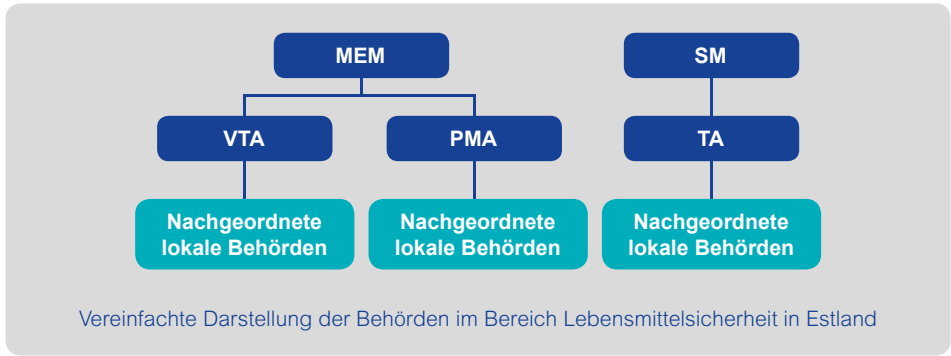 MEM
SM
VTA
PMA
TA
Nachgeordnete
lokale Behörden
Nachgeordnete
lokale Behörden
Nachgeordnete
lokale Behörden
Vereinfachte Darstellung der Behörden im Bereich Lebensmittelsicherheit in Estland